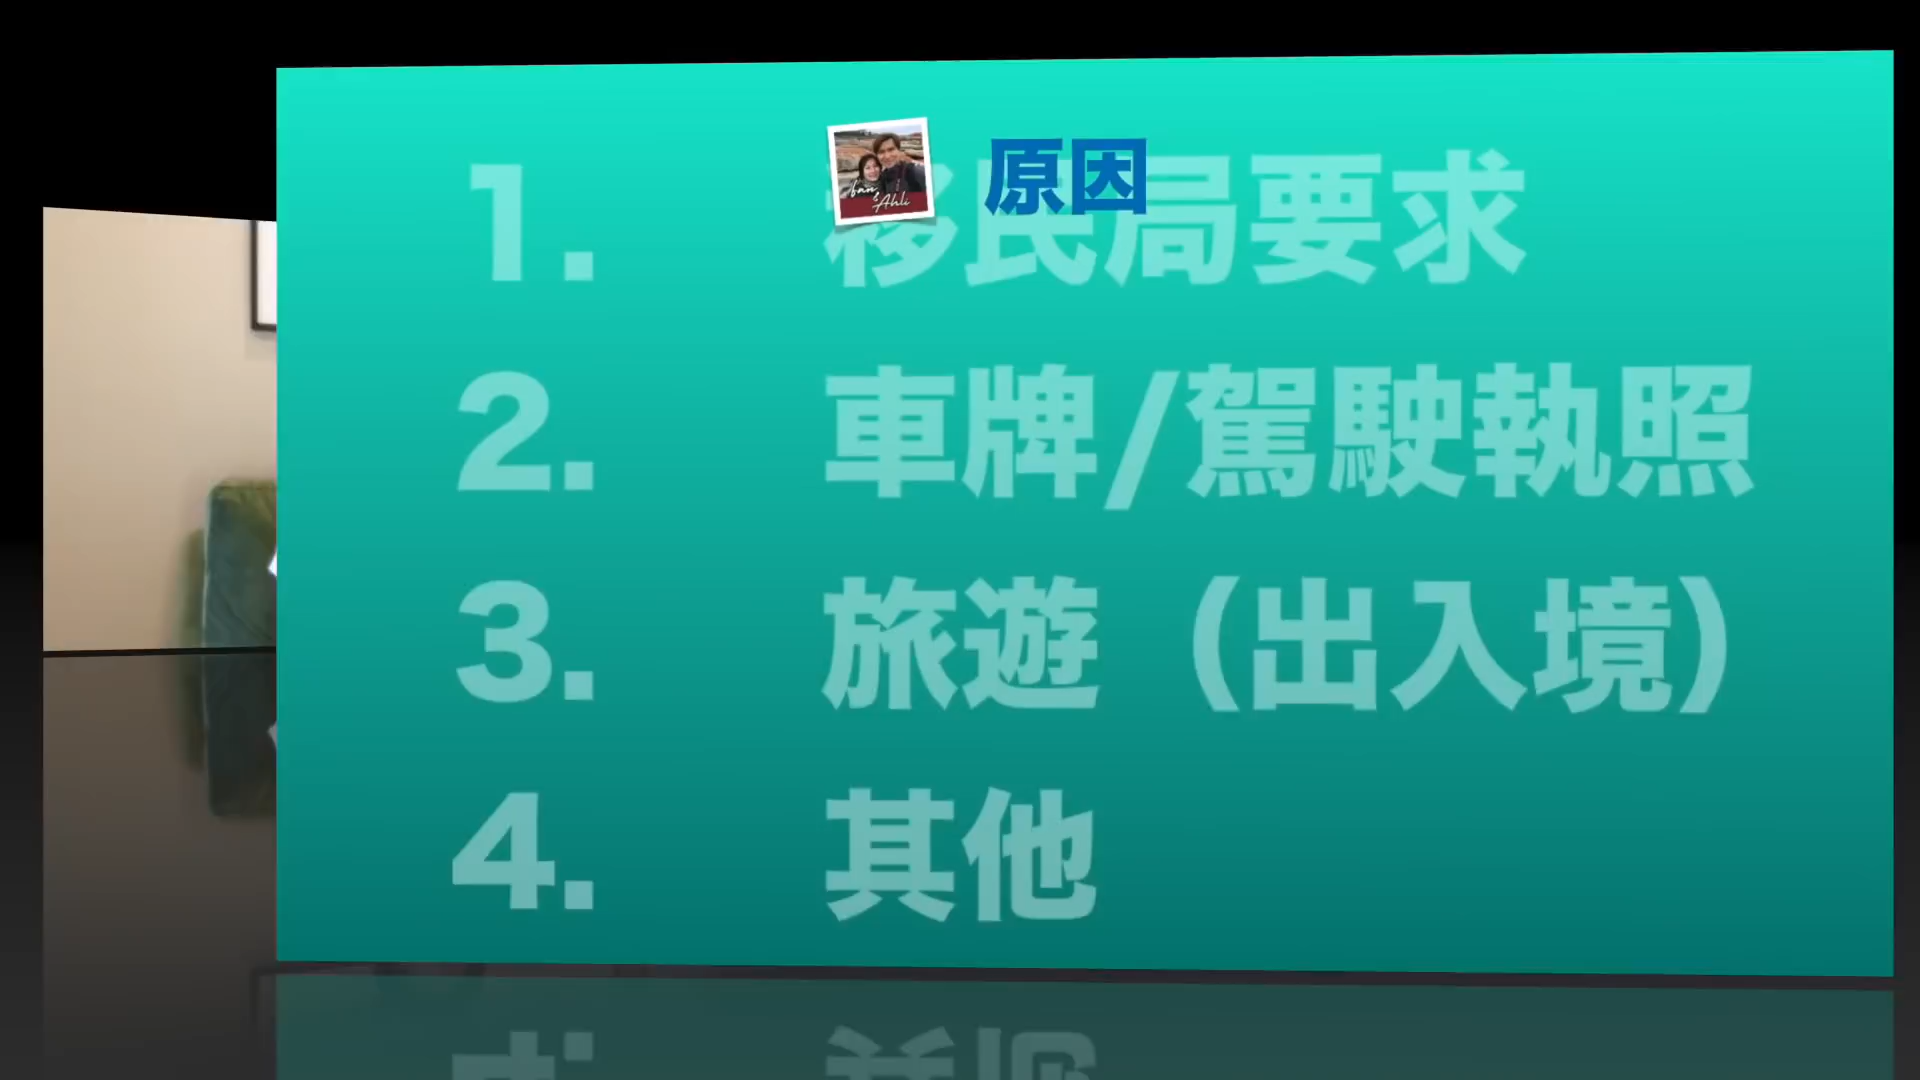 原因
1. 移民局要求
2. 車牌/駕駛執照
3. 旅遊（出入境）
4. 其他
& Ahli